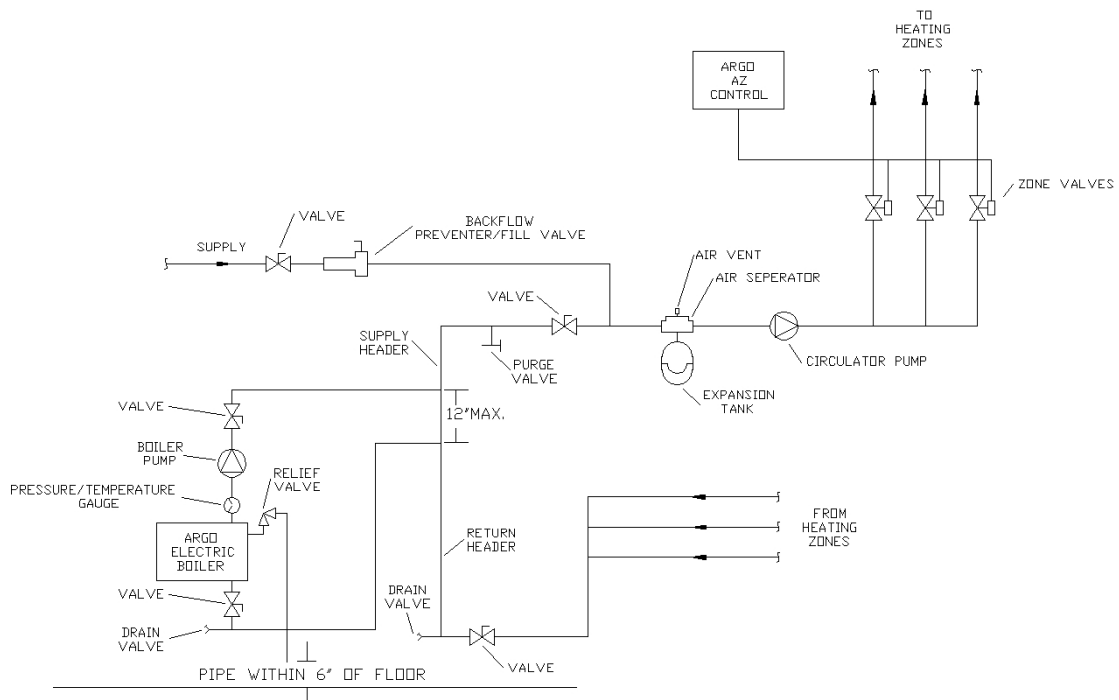 TO
HEATING
ZONES
ARGO
AZ
CONTROL
ZONE VALVES
VALVE
BACKFLOW
PREVENTER/FILL VALVE
SUPPLY
AIR VENT
AIR SEPERATOR
VALVE
SUPPLY
HEADER
PURGE
VALVE
CIRCULATOR PUMP
EXPANSION
TANK
VALVE
12"MAX.
BOILER
PUMP
RELIEF
VALVE
PRESSURE/TEMPERATURE
GAUGE
FROM
HEATING
ZONES
ARGO
ELECTRIC
BOILER
RETURN
HEADER
VALVE
DRAIN
VALVE
DRAIN
VALVE
VALVE
PIPE WITHIN 6" OF FLOOR